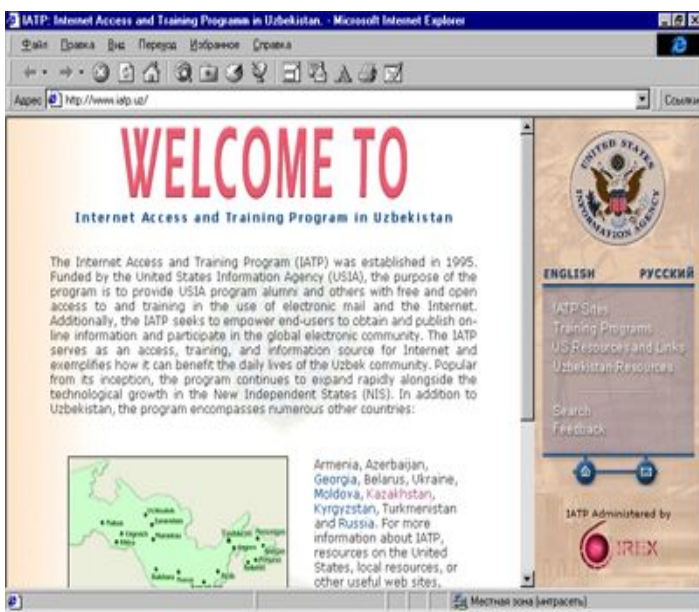 IATP: Internet Access and Training Programm in Uzbekistan. - Microsoft Internet Explorer
Файл Правка Вид Переход Избранное Справка
Адрес http://www.iatp.uz/ Ссылки
WELCOME TO
Internet Access and Training Program in Uzbekistan
The Internet Access and Training Program (IATP) was established in 1995.
Funded by the United States Information Agency (USIA), the purpose of the
program is to provide USIA program alumni and others with free and open
access to and training in the use of electronic mail and the Internet.
Additionally, the IATP seeks to empower end-users to obtain and publish on-
line information and participate in the global electronic community. The IATP
serves as an access, training, and information source for Internet and
exemplifies how it can benefit the daily lives of the Uzbek community. Popular
from its inception, the program continues to expand rapidly alongside the
technological growth in the New Independent States (NIS). In addition to
Uzbekistan, the program encompasses numerous other countries:
Armenia, Azerbaijan,
Georgia, Belarus, Ukraine,
Moldova, Kazakhstan,
Kyrgyzstan, Turkmenistan
and Russia. For more
information about IATP,
resources on the United
States, local resources, or
other useful web sites,
UNITED STATES
INFORMATION AGENCY
ENGLISH РУССКИЙ
IATP Sites
Training Programs
US Resources and Links
Uzbekistan Resources
Search
Feedback
IATP Administered by
IREX
Местная зона (интрасеть)